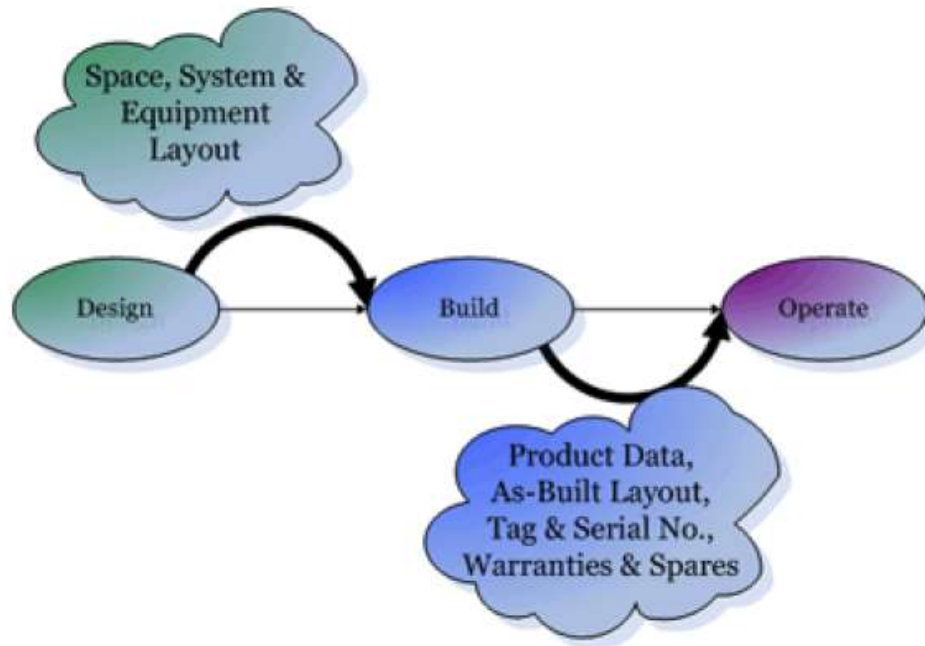 Space, System &
Equipment
Layout
Design
Build
Operate
Product Data,
As-Built Layout,
Tag & Serial No.,
Warranties & Spares